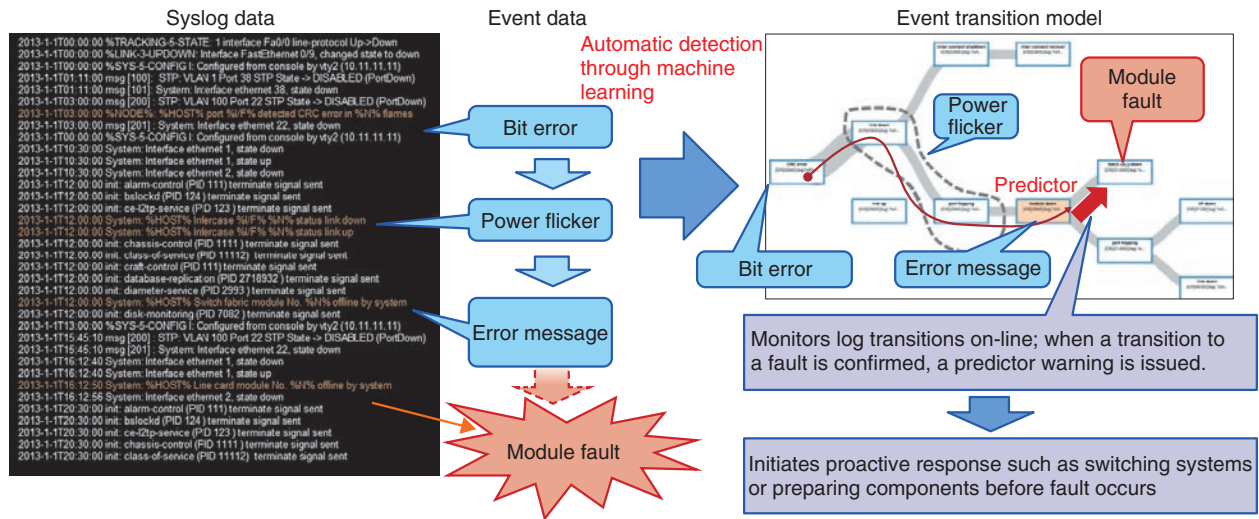 Syslog data
2013-1-1T00:00:00 %TRACKING-5-STATE: 1 interface Fa0/0 line-protocol Up->Down
2013-1-1T00:00:00 %LINK-3-UPDOWN: Interface FastEthernet 0/9, changed state to down
2013-1-1T00:00:00 %SYS-5-CONFIG I: Configured from console by vty2 (10.11.11.11)
2013-1-1T01:11:00 msg [100]: STP: VLAN 1 Port 38 STP State -> DISABLED (PortDown)
2013-1-1T01:11:00 msg [101]: System: Interface ethernet 38, state down
2013-1-1T03:00:00 msg [200] : STP: VLAN 100 Port 22 STP State -> DISABLED (PortDown)
2013-1-1T03:00:00 %NODE%: %HOST% port %I/F% detected CRC error in %N% flames
2013-1-1T03:00:00 msg [201] : System: Interface ethernet 22, state down
2013-1-1T00:00:00 %SYS-5-CONFIG I: Configured from console by vty2 (10.11.11.11)
2013-1-1T10:30:00 System: Interface ethernet 1, state down
2013-1-1T10:30:00 System: Interface ethernet 1, state up
2013-1-1T10:30:00 System: Interface ethernet 2, state down
2013-1-1T12:00:00 init: alarm-control (PID 111) terminate signal sent
2013-1-1T12:00:00 init: bslockd (PID 124 ) terminate signal sent
2013-1-1T12:00:00 init: ce-l2tp-service (PID 123 ) terminate signal sent
2013-1-1T12:00:00 System: %HOST% Intercase %I/F% %N% status link down
2013-1-1T12:00:00 System: %HOST% Intercase %I/F% %N% status link up
2013-1-1T12:00:00 init: chassis-control (PID 1111 ) terminate signal sent
2013-1-1T12:00:00 init: class-of-service (PID 11112) terminate signal sent
2013-1-1T12:00:00 init: craft-control (PID 111) terminate signal sent
2013-1-1T12:00:00 init: database-replication (PID 2718932 ) terminate signal sent
2013-1-1T12:00:00 init: diameter-service (PID 2993 ) terminate signal sent
2013-1-1T12:00:00 System: %HOST% Switch fabric module No. %N% offline by system
2013-1-1T12:00:00 init: disk-monitoring (PID 7082 ) terminate signal sent
2013-1-1T13:00:00 %SYS-5-CONFIG I: Configured from console by vty2 (10.11.11.11)
2013-1-1T15:45:10 msg [200] : STP: VLAN 100 Port 22 STP State -> DISABLED (PortDown)
2013-1-1T15:45:10 msg [201] : System: Interface ethernet 22, state down
2013-1-1T16:12:40 System: Interface ethernet 1, state down
2013-1-1T16:12:40 System: Interface ethernet 1, state up
2013-1-1T16:12:50 System: %HOST% Line card module No. %N% offline by system
2013-1-1T16:12:56 System: Interface ethernet 2, state down
2013-1-1T20:30:00 init: alarm-control (PID 111) terminate signal sent
2013-1-1T20:30:00 init: bslockd (PID 124 ) terminate signal sent
2013-1-1T20:30:00 init: ce-l2tp-service (PID 123 ) terminate signal sent
2013-1-1T20:30:00 init: chassis-control (PID 1111 ) terminate signal sent
2013-1-1T20:30:00 init: class-of-service (PID 11112) terminate signal sent
Event data
Bit error
Power flicker
Error message
Module fault
Automatic detection
through machine
learning
Event transition model
Module
fault
Power
flicker
CRC error
link down
link up
port flapping
module down
Predictor
Bit error
Error message
Monitors log transitions on-line; when a transition to
a fault is confirmed, a predictor warning is issued.
Initiates proactive response such as switching systems
or preparing components before fault occurs